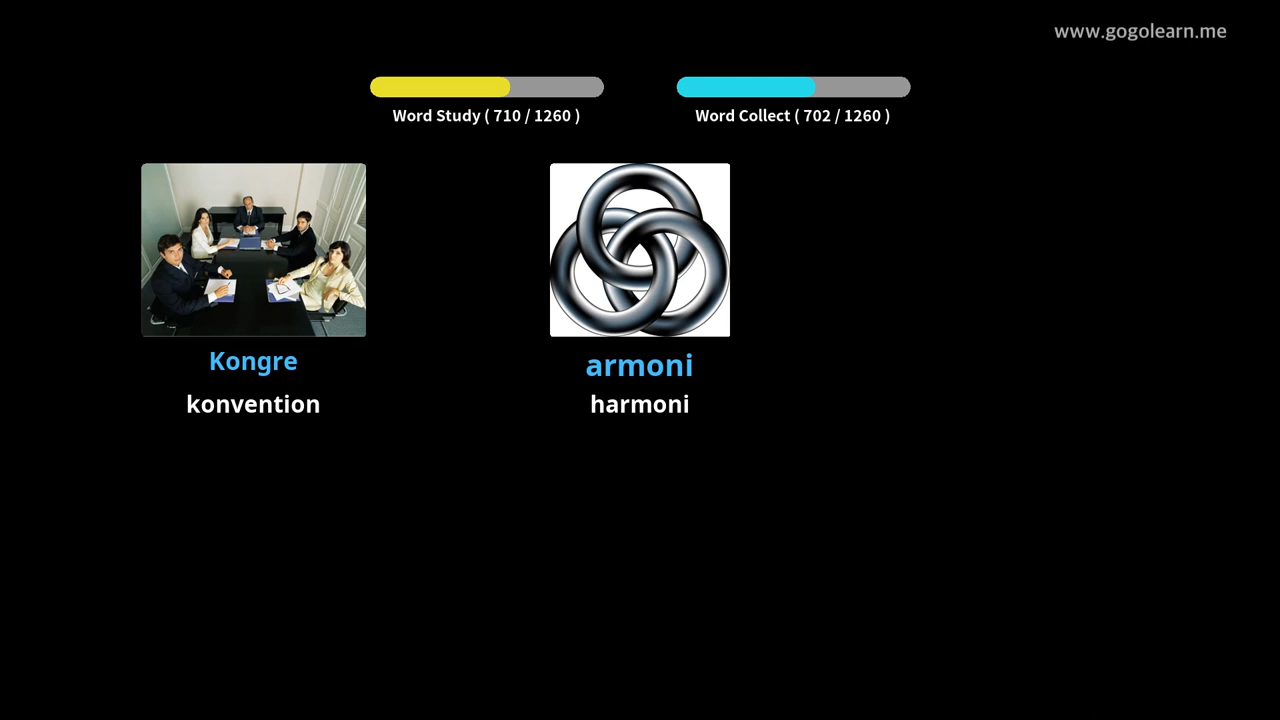 www.gogolearn.me
Word Study ( 710 / 1260 )
Word Collect ( 702 / 1260 )
Kongre
konvention
armoni
harmoni